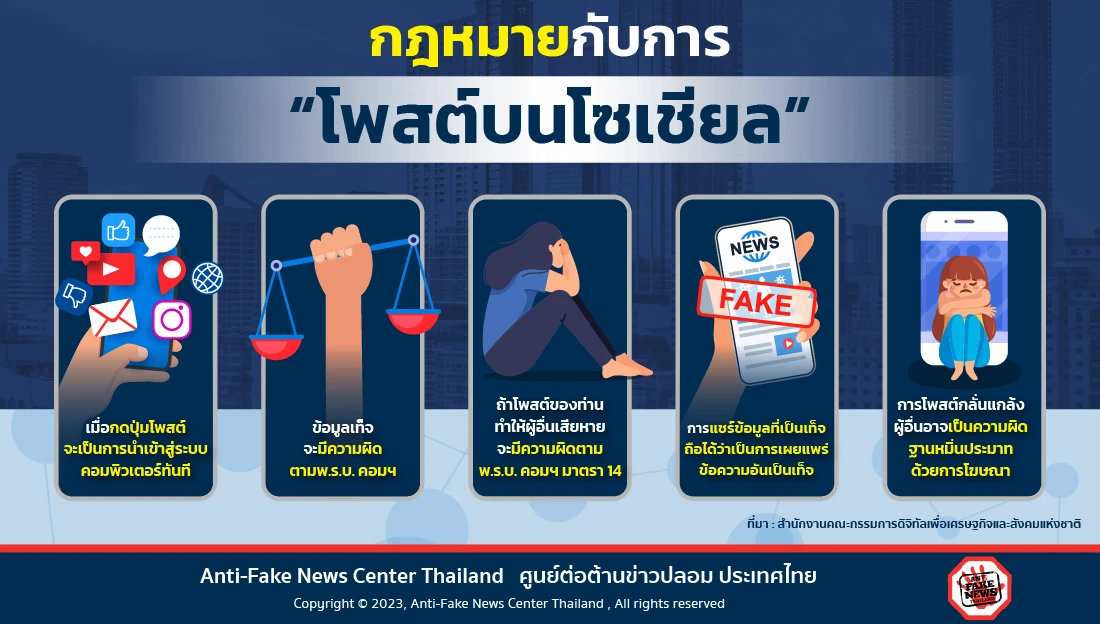 กฎหมายกับการ
“โพสต์บนโซเชียล”
เมื่อกดปุ่มโพสต์
จะเป็นการนำเข้าสู่ระบบ
คอมพิวเตอร์ทันที
ข้อมูลเท็จ
จะมีความผิด
ตามพ.ร.บ. คอมฯ
ถ้าโพสต์ของท่าน
ทำให้ผู้อื่นเสียหาย
จะมีความผิดตาม
พ.ร.บ. คอมฯ มาตรา 14
NEWS
FAKE
การแชร์ข้อมูลที่เป็นเท็จ
ถือได้ว่าเป็นการเผยแพร่
ข้อความอันเป็นเท็จ
การโพสต์กลั่นแกล้ง
ผู้อื่นอาจเป็นความผิด
ฐานหมิ่นประมาท
ด้วยการโฆษณา
ที่มา : สำนักงานคณะกรรมการดิจิทัลเพื่อเศรษฐกิจและสังคมแห่งชาติ
Anti-Fake News Center Thailand ศูนย์ต่อต้านข่าวปลอม ประเทศไทย
Copyright © 2023, Anti-Fake News Center Thailand , All rights reserved
ANTI
FAKE
NEWS
THAILAND